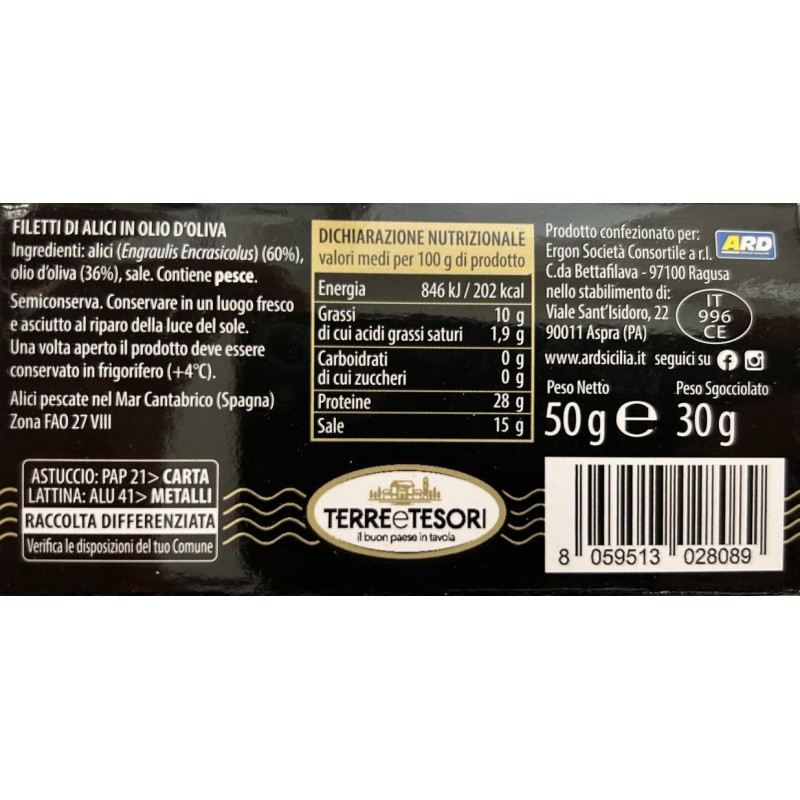 FILETTI DI ALICI IN OLIO D'OLIVA
Ingredienti: alici (Engraulis Encrasicolus) (60%),
olio d'oliva (36%), sale. Contiene pesce.
Semiconserva. Conservare in un luogo fresco
e asciutto al riparo della luce del sole.
Una volta aperto il prodotto deve essere
conservato in frigorifero (+4°C).
Alici pescate nel Mar Cantabrico (Spagna)
Zona FAO 27 VIII
ASTUCCIO: PAP 21> CARTA
LATTINA: ALU 41> METALLI
RACCOLTA DIFFERENZIATA
Verifica le disposizioni del tuo Comune
DICHIARAZIONE NUTRIZIONALE
valori medi per 100 g di prodotto
Energia 846 kJ / 202 kcal
Grassi 10 g
di cui acidi grassi saturi 1,9 g
Carboidrati 0 g
di cui zuccheri 0 g
Proteine 28 g
Sale 15 g
TERREeTESORI
il buon paese in tavola
Prodotto confezionato per:
Ergon Società Consortile a r.l.
C.da Bettafilava - 97100 Ragusa
nello stabilimento di:
Viale Sant'Isidoro, 22
90011 Aspra (PA)
www.ardsicilia.it seguici su
ARD
IT
996
CE
Peso Netto Peso Sgocciolato
50 g e 30 g
8 059513 028089